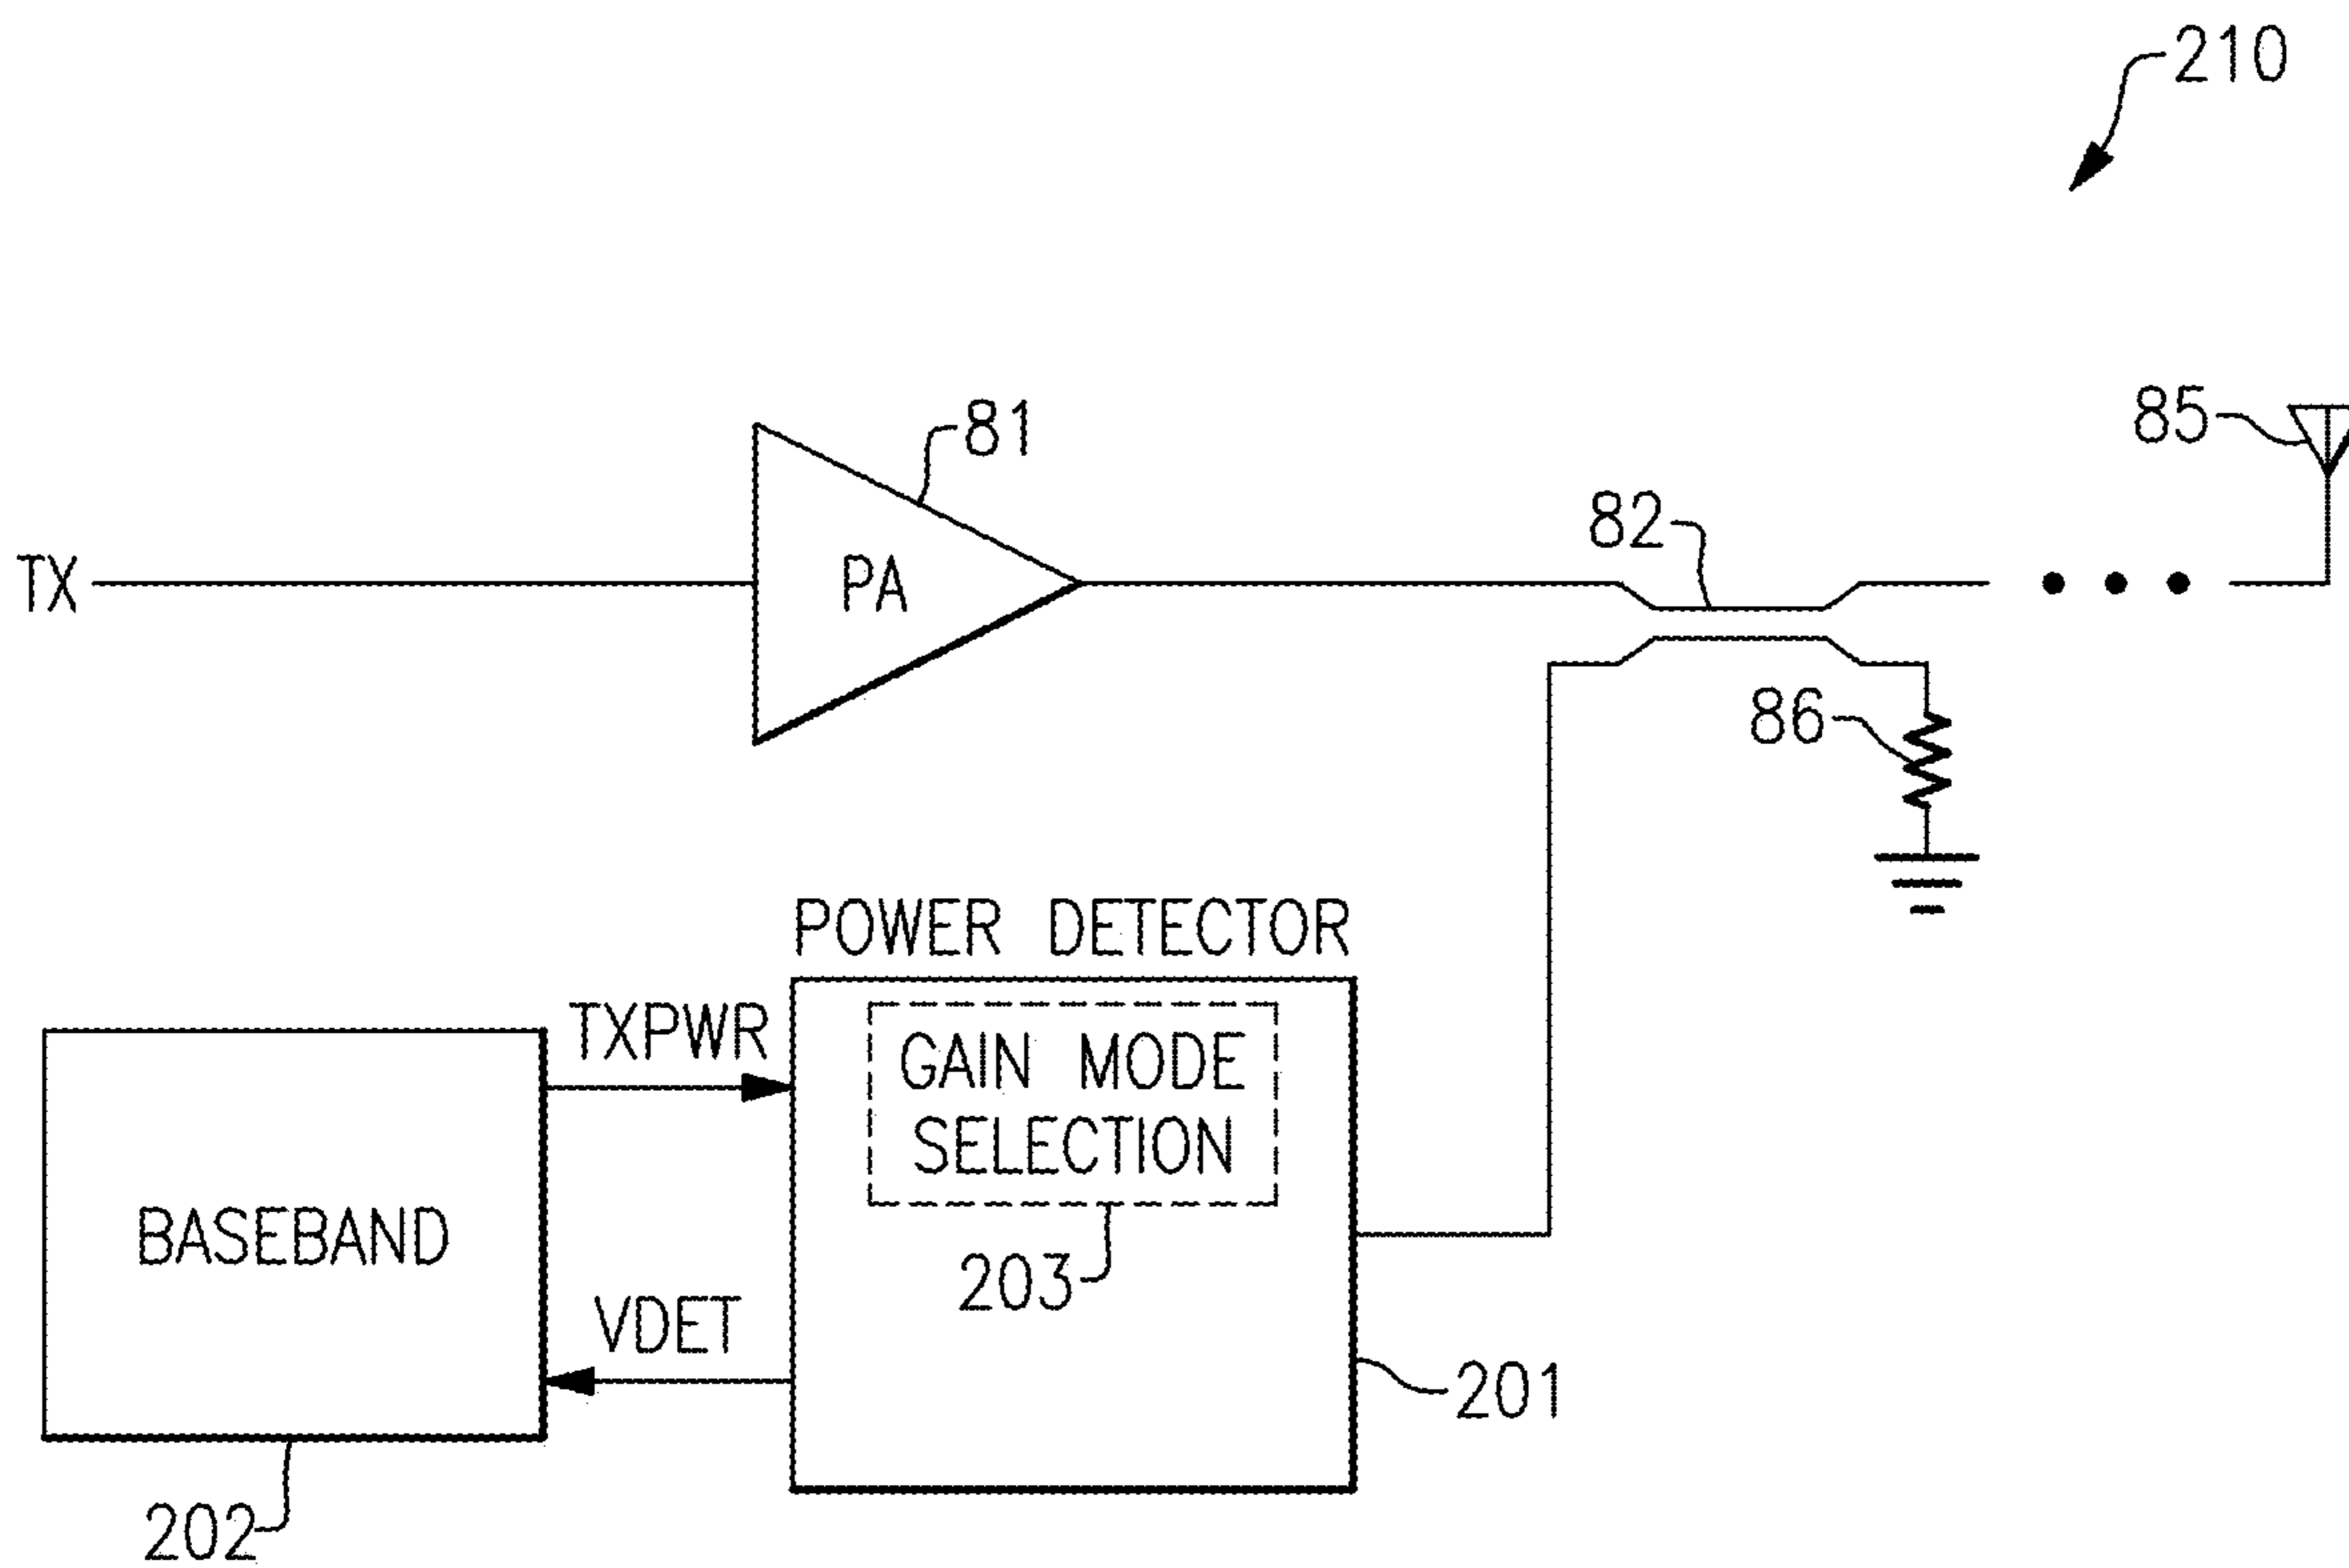 210
81
85
82
TX
PA
86
POWER DETECTOR
TXPWR
GAIN MODE
SELECTION
BASEBAND
203
VDET
201
202